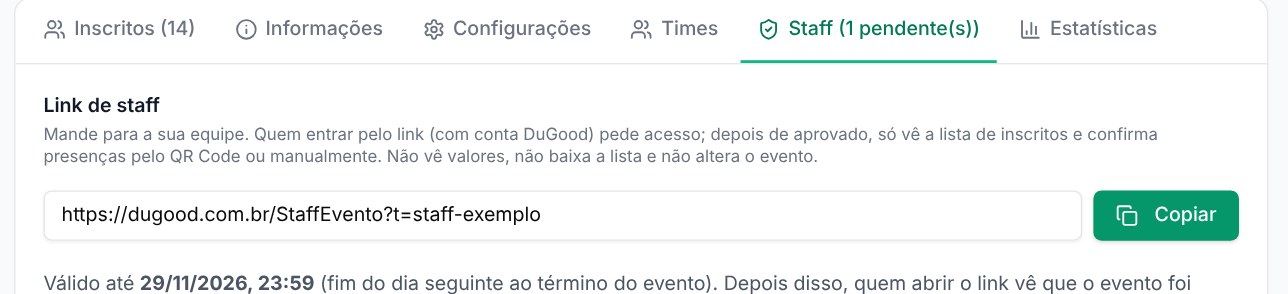 Inscritos (14) Informações Configurações Times Staff (1 pendente(s)) Estatísticas
Link de staff
Mande para a sua equipe. Quem entrar pelo link (com conta DuGood) pede acesso; depois de aprovado, só vê a lista de inscritos e confirma
presenças pelo QR Code ou manualmente. Não vê valores, não baixa a lista e não altera o evento.
https://dugood.com.br/StaffEvento?t=staff-exemplo Copiar
Válido até 29/11/2026, 23:59 (fim do dia seguinte ao término do evento). Depois disso, quem abrir o link vê que o evento foi